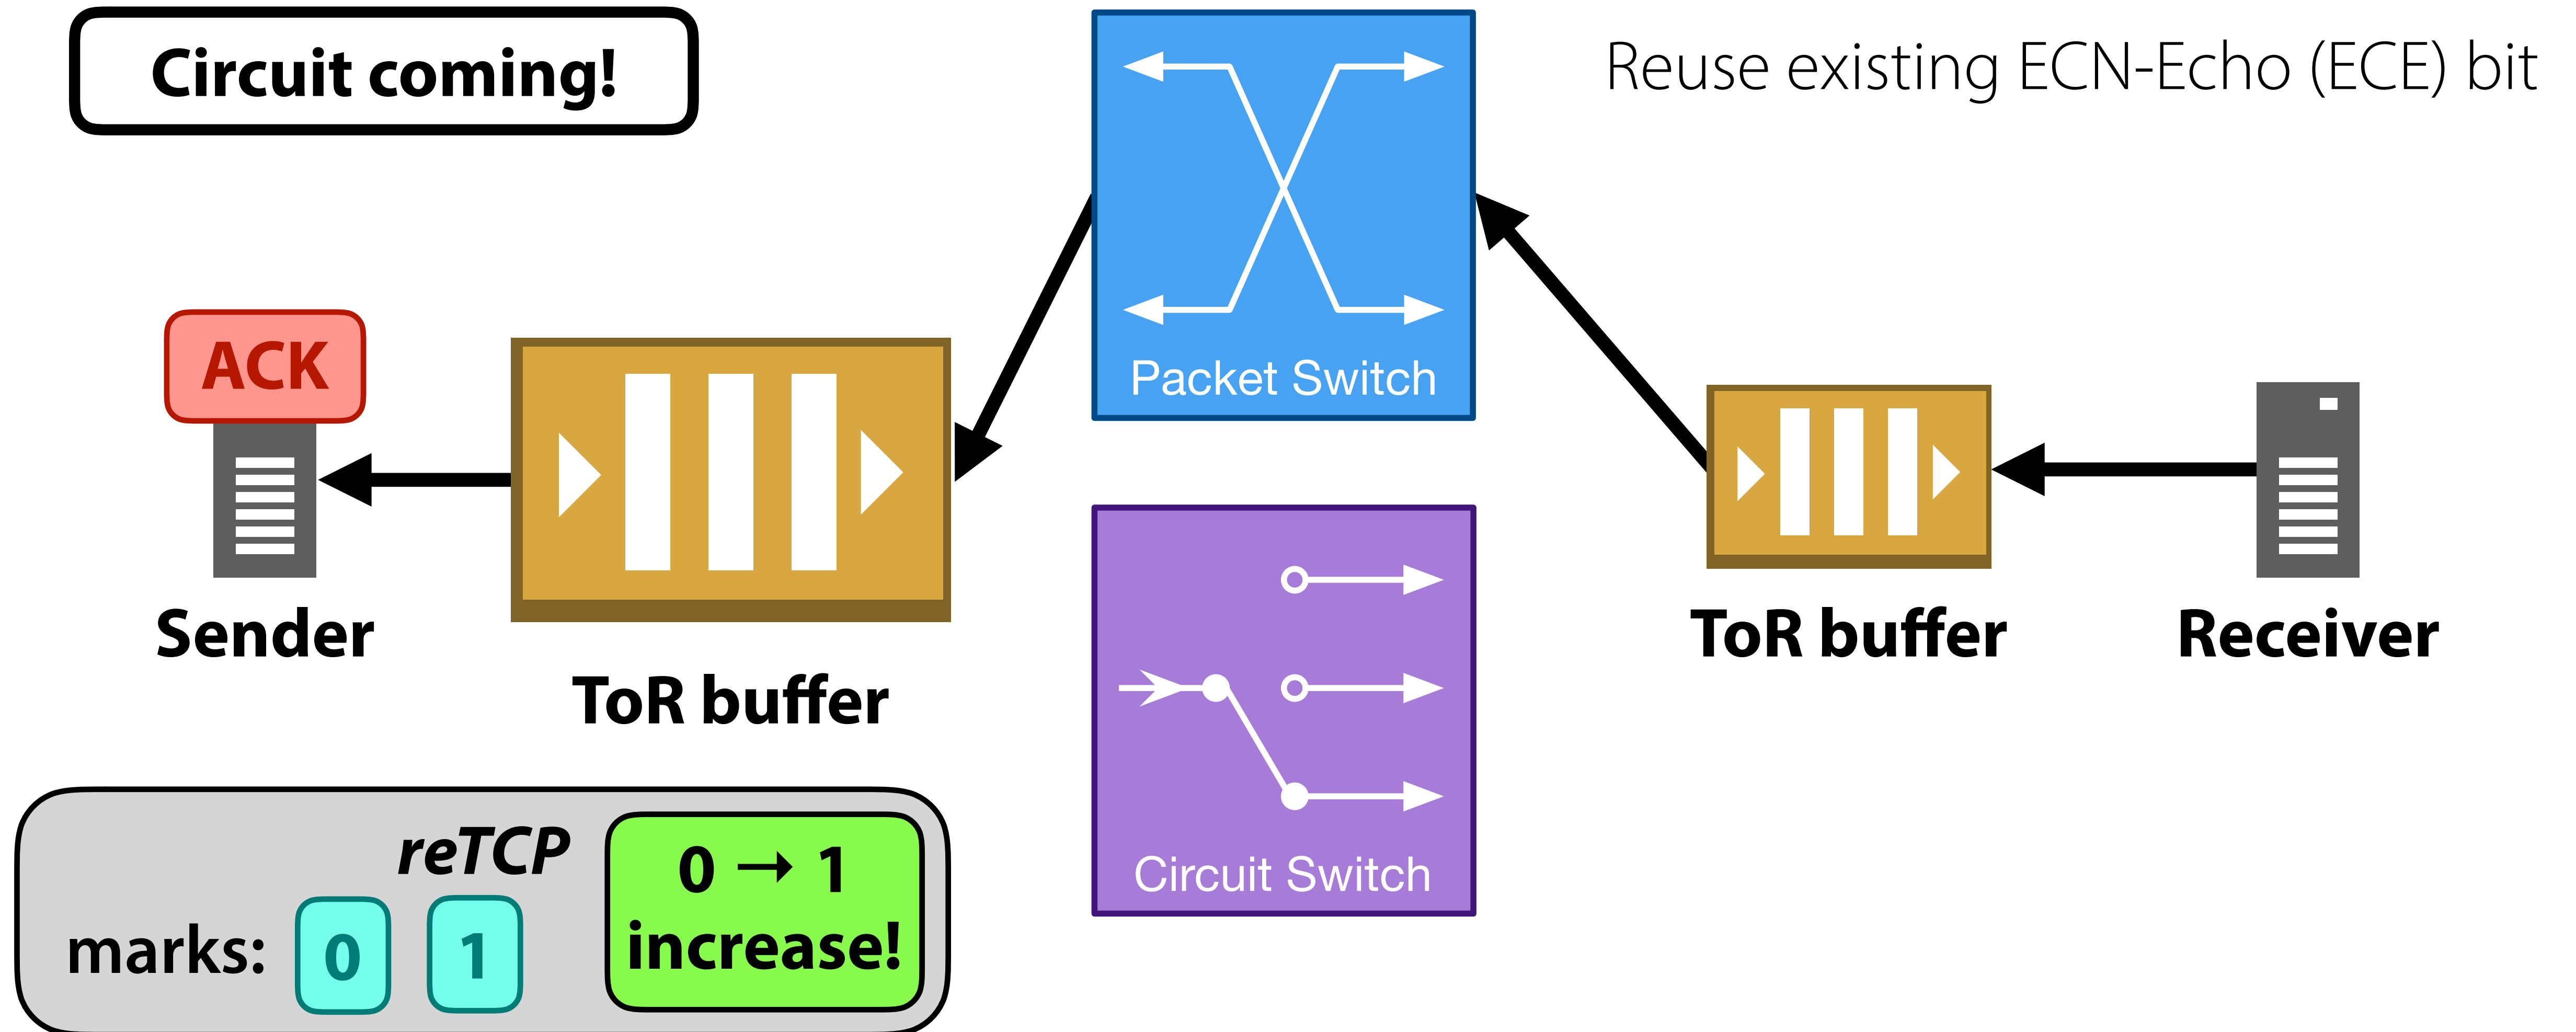 Circuit coming!
Reuse existing ECN-Echo (ECE) bit
ACK
Packet Switch
Sender
ToR buffer
ToR buffer
Receiver
Circuit Switch
reTCP
marks: 0 1
0 → 1
increase!